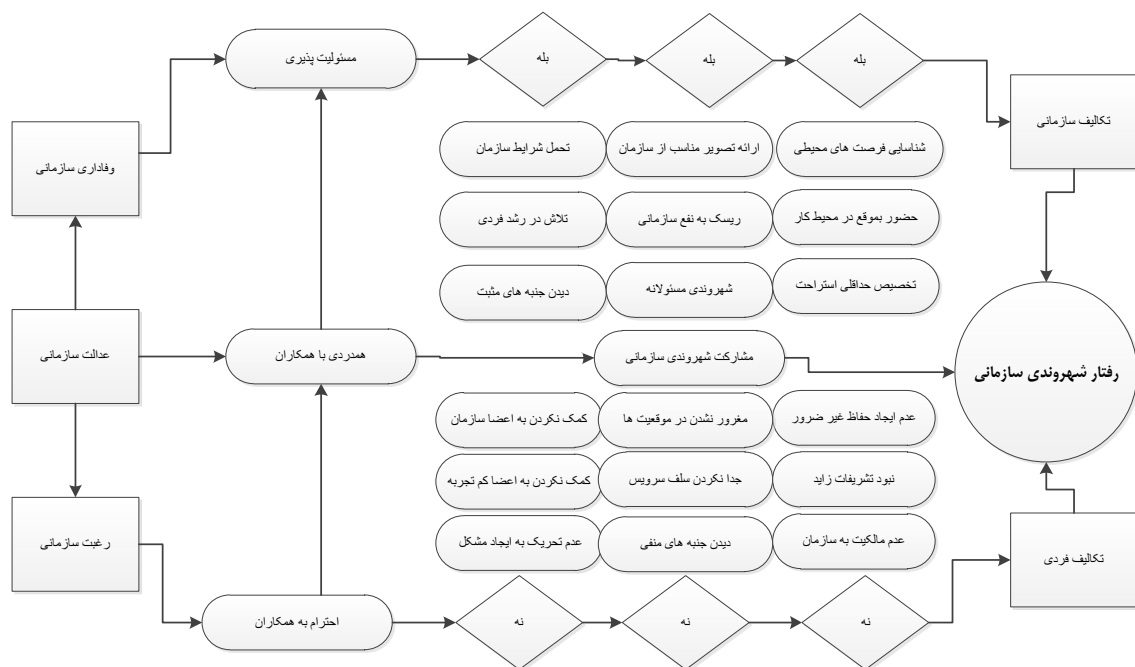 مسئولیت پذیری
بله
بله
بله
تکالیف سازمانی
وفاداری سازمانی
تحمل شرایط سازمان
ارائه تصویر مناسب از سازمان
شناسایی فرصت های محیطی
تلاش در رشد فردی
ریسک به نفع سازمانی
حضور بموقع در محیط کار
دیدن جنبه های مثبت
شهروندی مسئولانه
تخصیص حداقلی استراحت
عدالت سازمانی
همدردی با همکاران
مشارکت شهروندی سازمانی
رفتار شهروندی سازمانی
کمک نکردن به اعضا سازمان
مغرور نشدن در موقعیت ها
عدم ایجاد حفاظ غیر ضرور
کمک نکردن به اعضا کم تجربه
جدا نکردن سلف سرویس
نبود تشریفات زاید
رغبت سازمانی
عدم تحریک به ایجاد مشکل
دیدن جنبه های منفی
عدم مالکیت به سازمان
تکالیف فردی
احترام به همکاران
نه
نه
نه